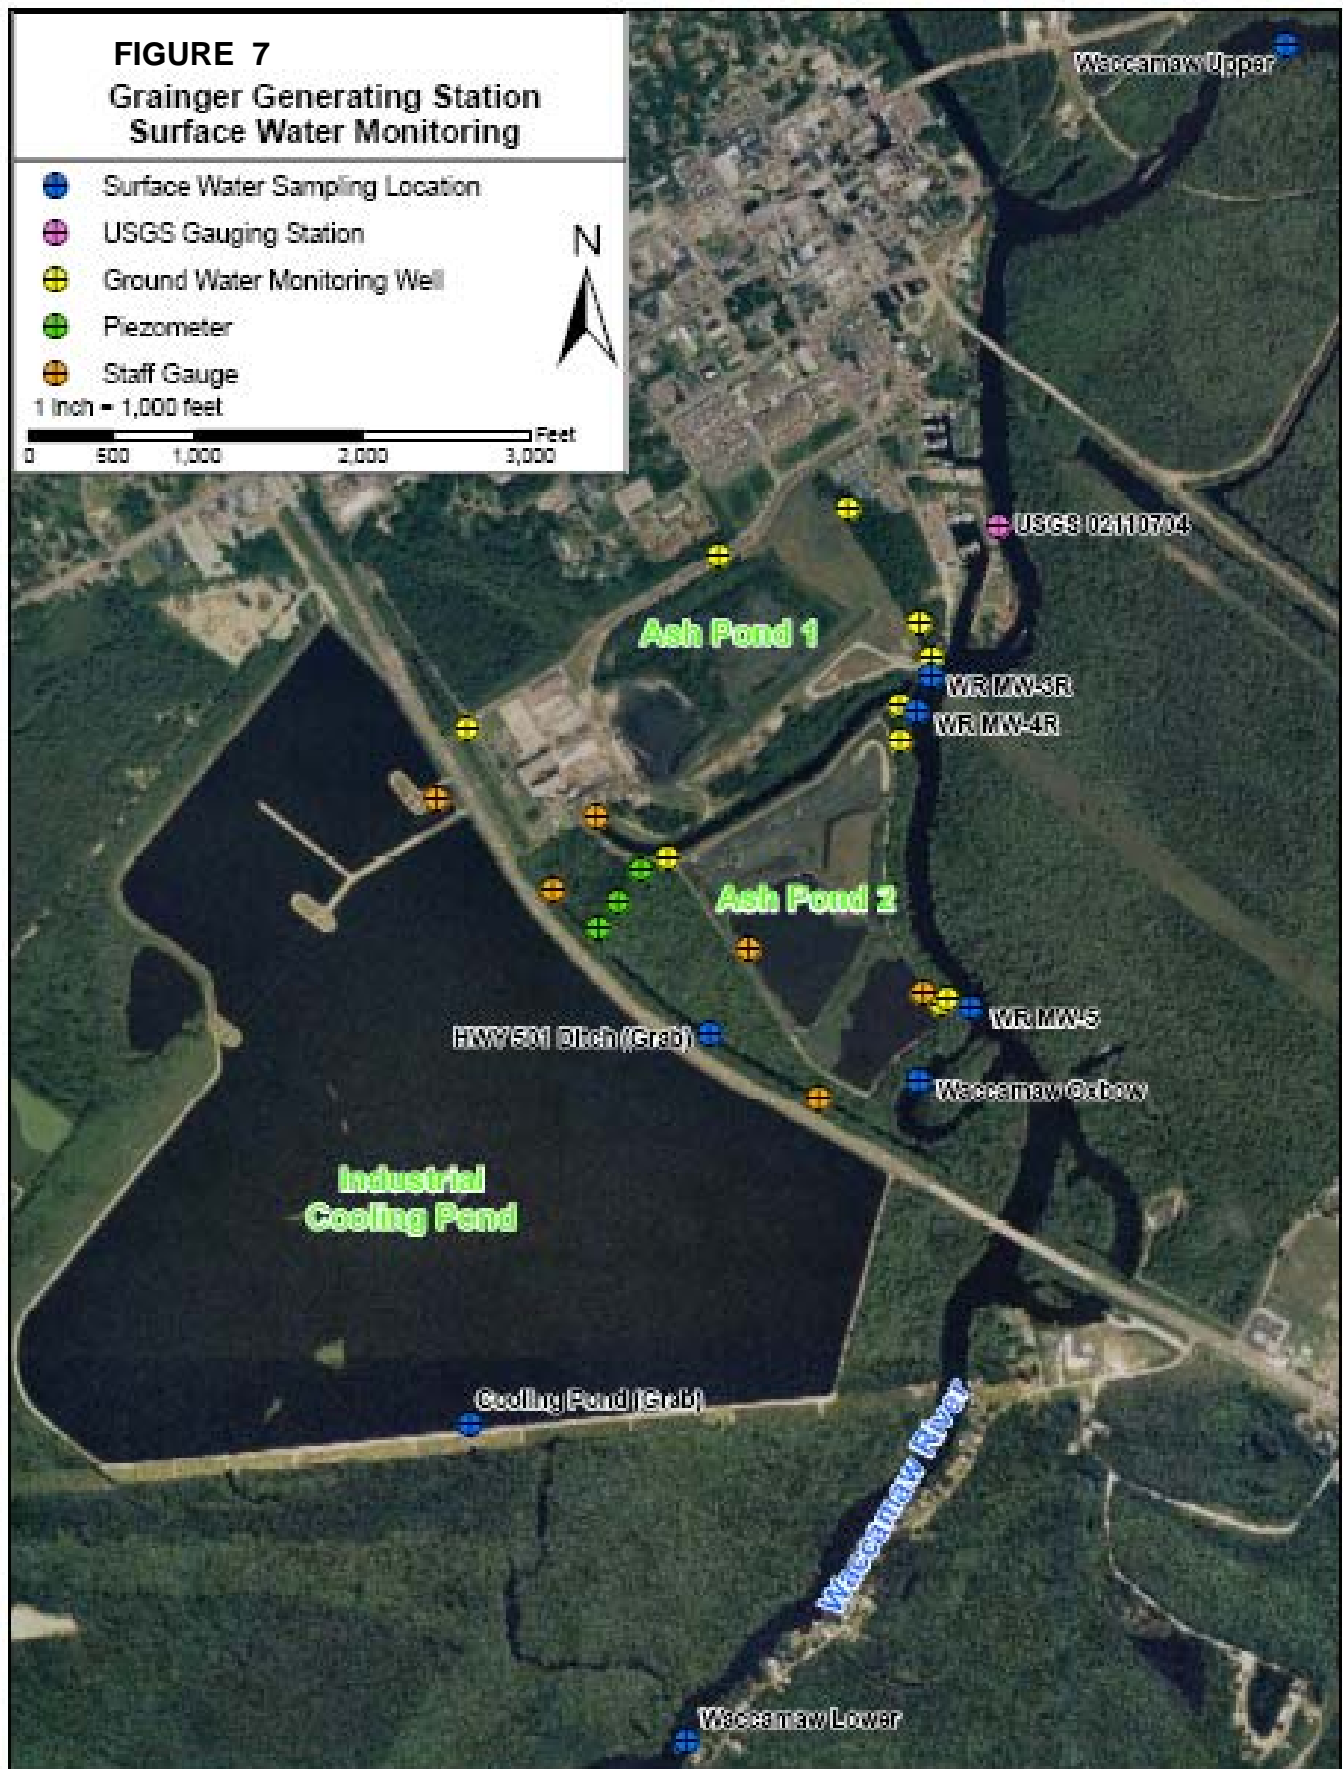 FIGURE 7
Grainger Generating Station
Surface Water Monitoring
Surface Water Sampling Location
USGS Gauging Station
Ground Water Monitoring Well
Piezometer
Staff Gauge
N
1 inch = 1,000 feet
Feet
0 500 1,000 2,000 3,000
Waccamaw Upper
USGS 02110704
Ash Pond 1
WR MW-3R
WR MW-4R
Ash Pond 2
WR MW-5
HWY 501 Ditch (Grab)
Waccamaw Oxbow
Industrial
Cooling Pond
Cooling Pond (Grab)
Waccamaw River
Waccamaw Lower